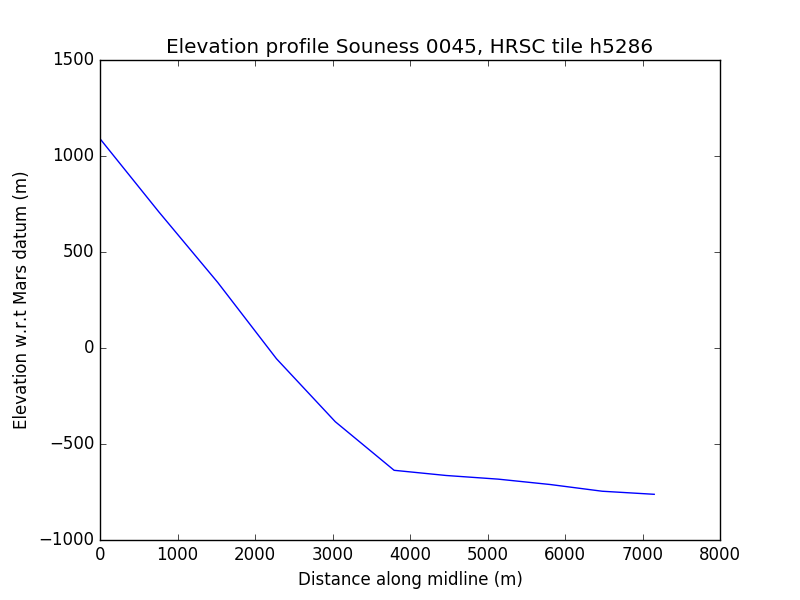 Elevation profile Souness 0045, HRSC tile h5286
1500
1000
500
0
−500
−1000
Elevation w.r.t Mars datum (m)
0 1000 2000 3000 4000 5000 6000 7000 8000
Distance along midline (m)